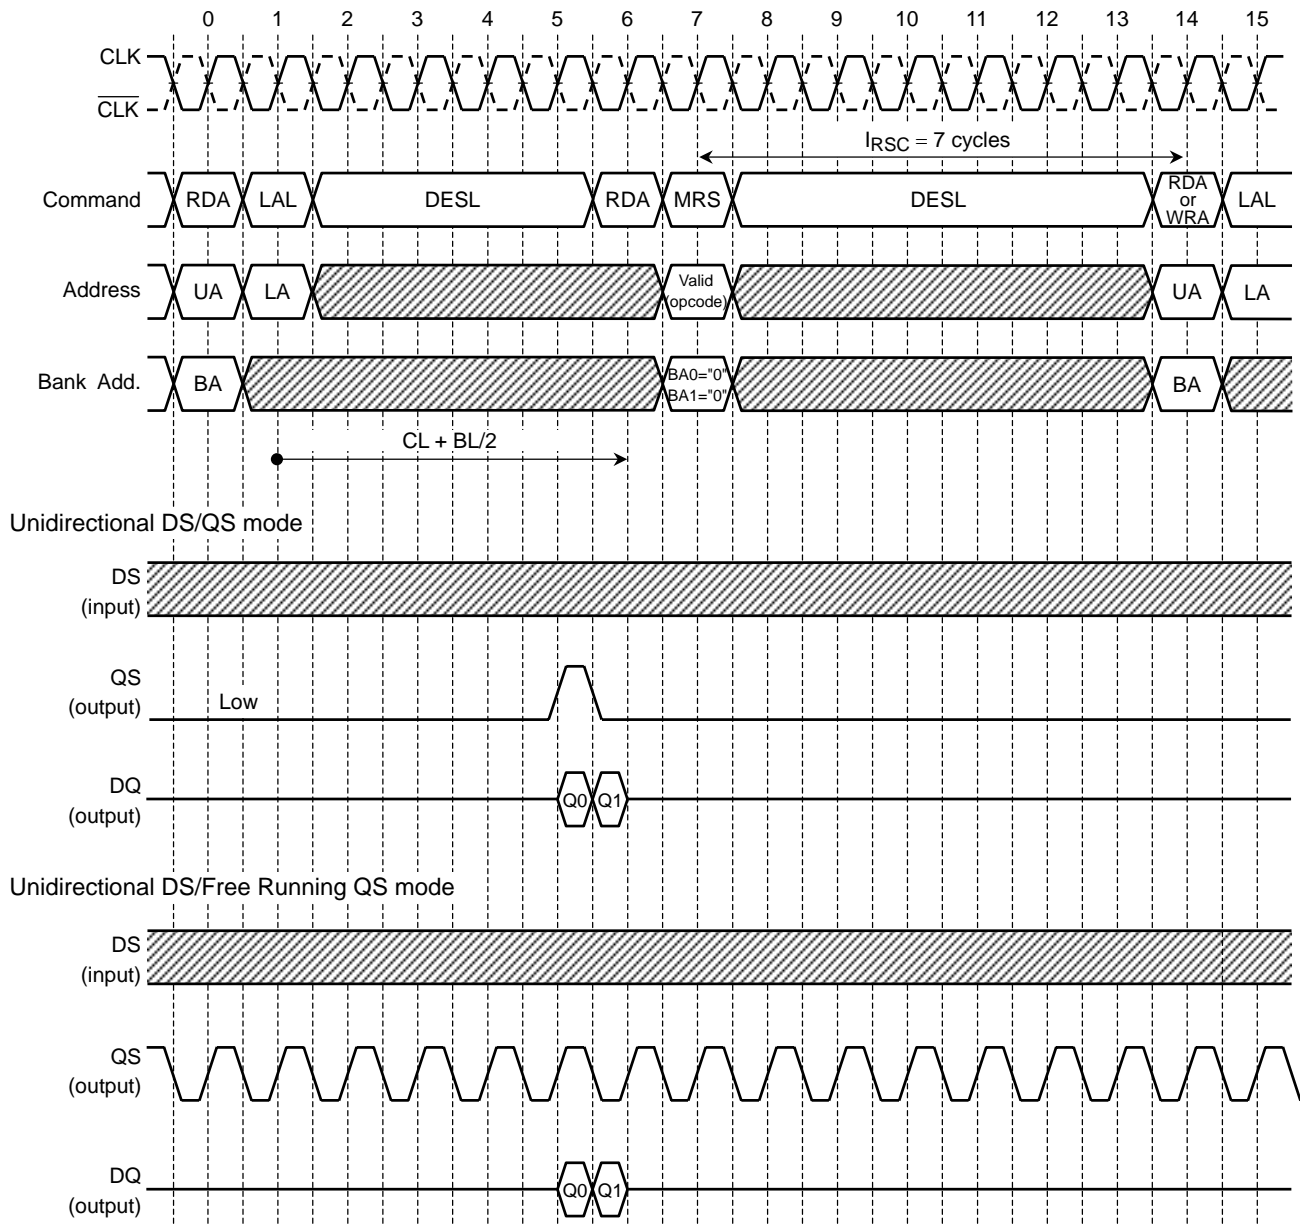 0 1 2 3 4 5 6 7 8 9 10 11 12 13 14 15
CLK
CLK
IRSC = 7 cycles
Command RDA LAL DESL RDA MRS DESL RDA or WRA LAL
Address UA LA Valid (opcode) UA LA
Bank Add. BA BA0="0" BA1="0" BA
CL + BL/2
Unidirectional DS/QS mode
DS
(input)
QS
(output)
Low
DQ
(output)
Q0 Q1
Unidirectional DS/Free Running QS mode
DS
(input)
QS
(output)
DQ
(output)
Q0 Q1